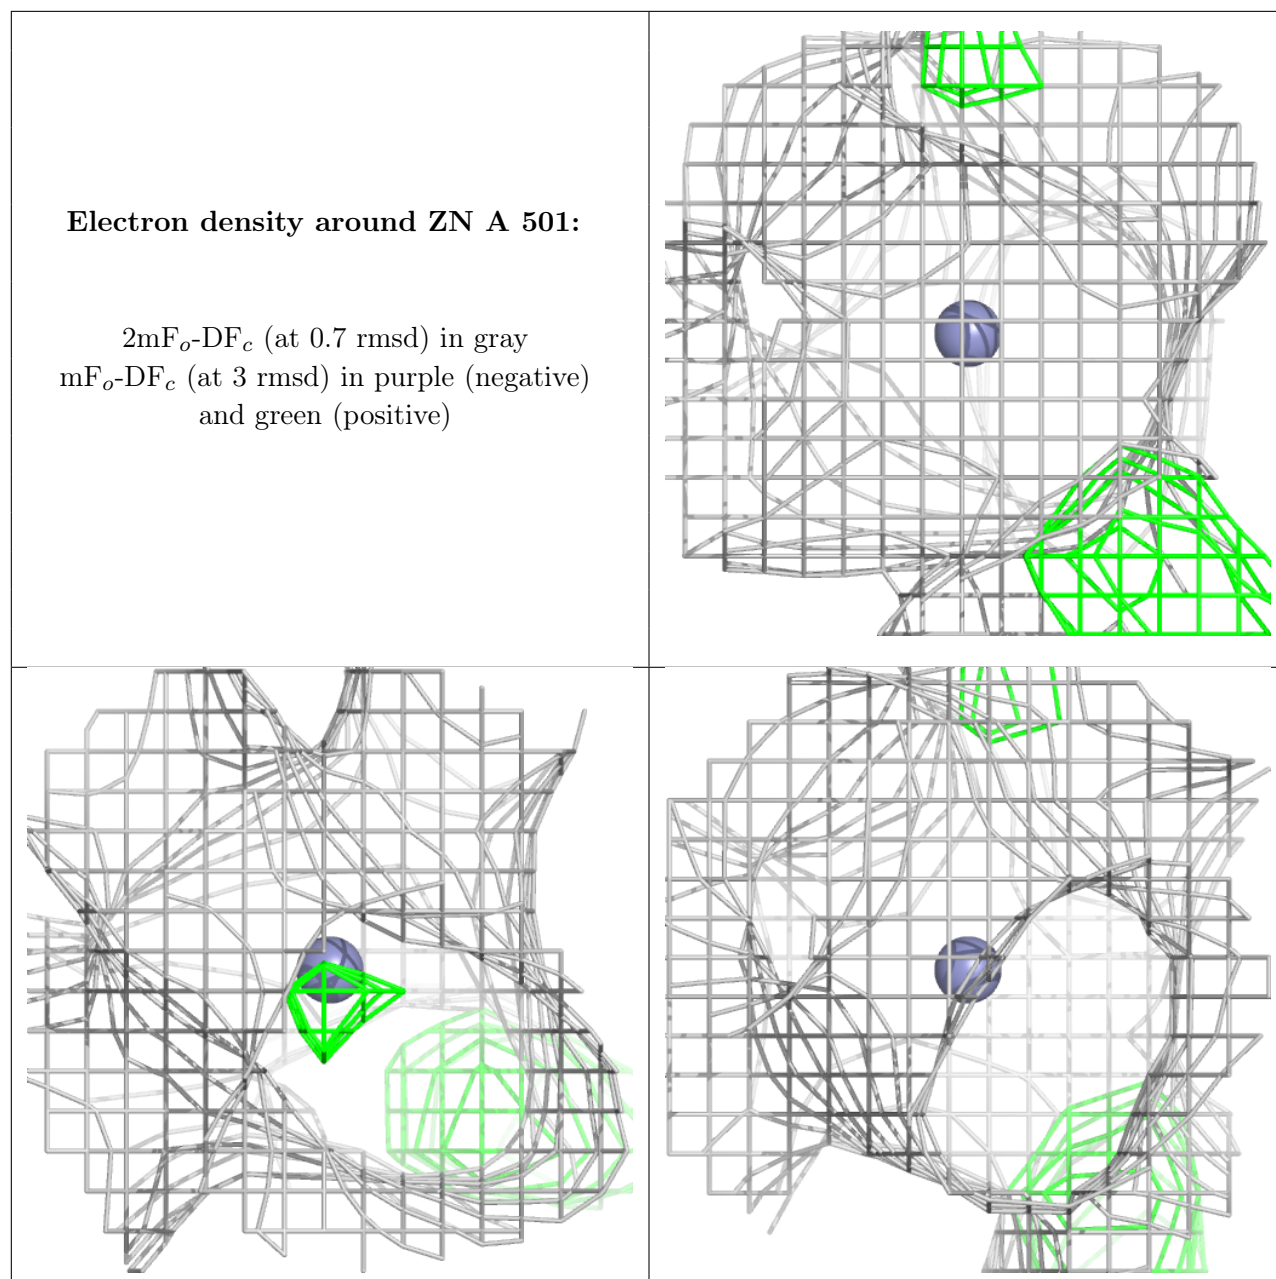 Electron density around ZN A 501:
2mFo-DFc (at 0.7 rmsd) in gray
mFo-DFc (at 3 rmsd) in purple (negative)
and green (positive)